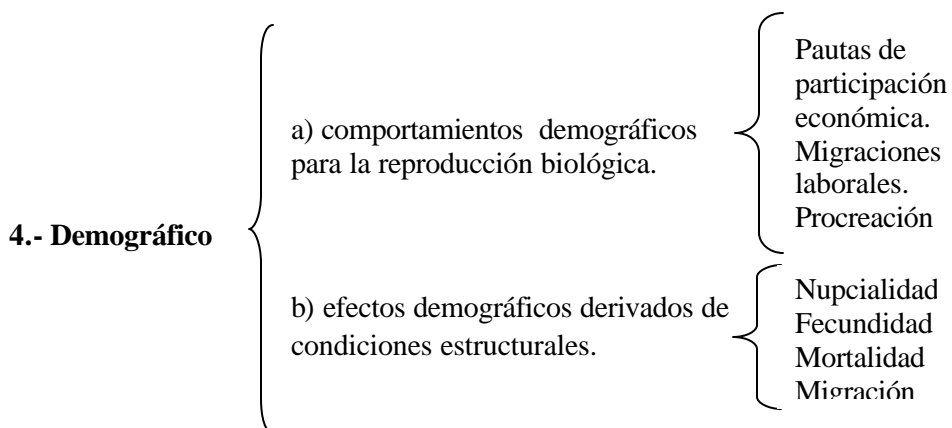 4.- Demográfico
a) comportamientos demográficos
para la reproducción biológica.
Pautas de
participación
económica.
Migraciones
laborales.
Procreación
b) efectos demográficos derivados de
condiciones estructurales.
Nupcialidad
Fecundidad
Mortalidad
Migración